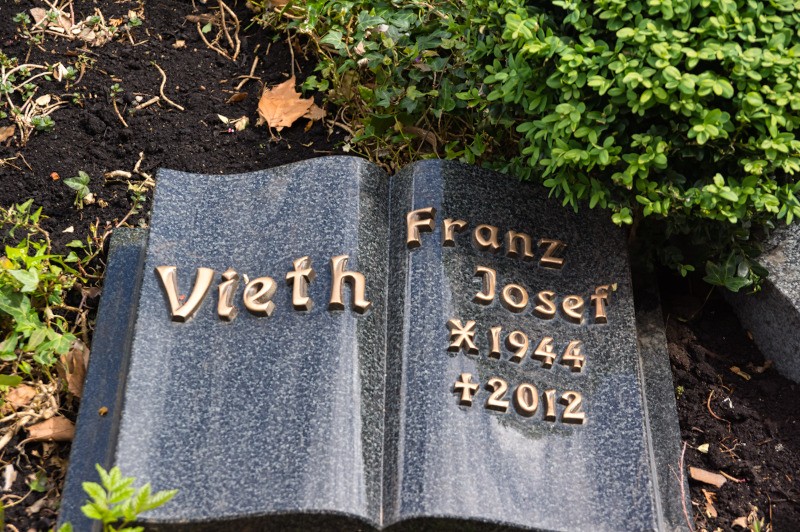 Vieth
Franz
Josef
* 1944
✝ 2012